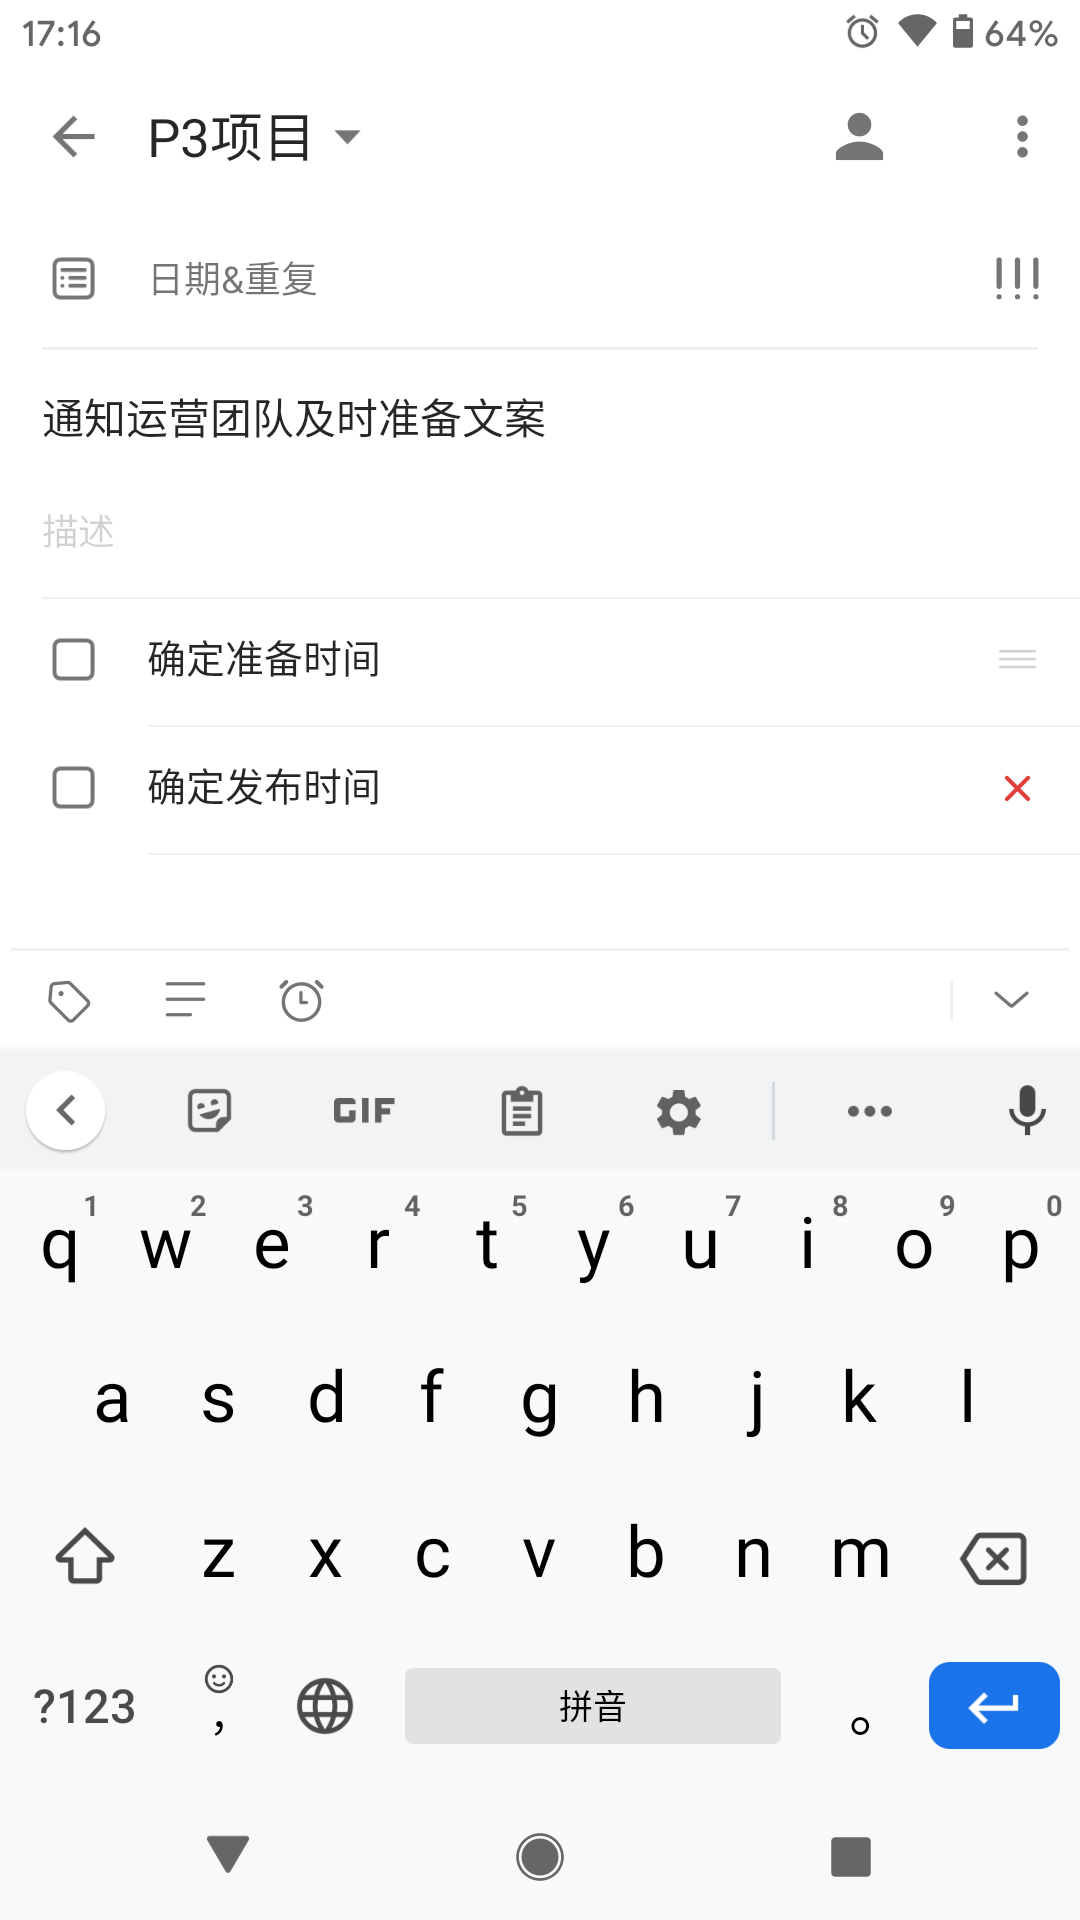 17:16 64%
P3项目
日期&重复
通知运营团队及时准备文案
描述
确定准备时间
确定发布时间
GIF
1 2 3 4 5 6 7 8 9 0
q w e r t y u i o p
a s d f g h j k l
z x c v b n m
?123 , 拼音 。